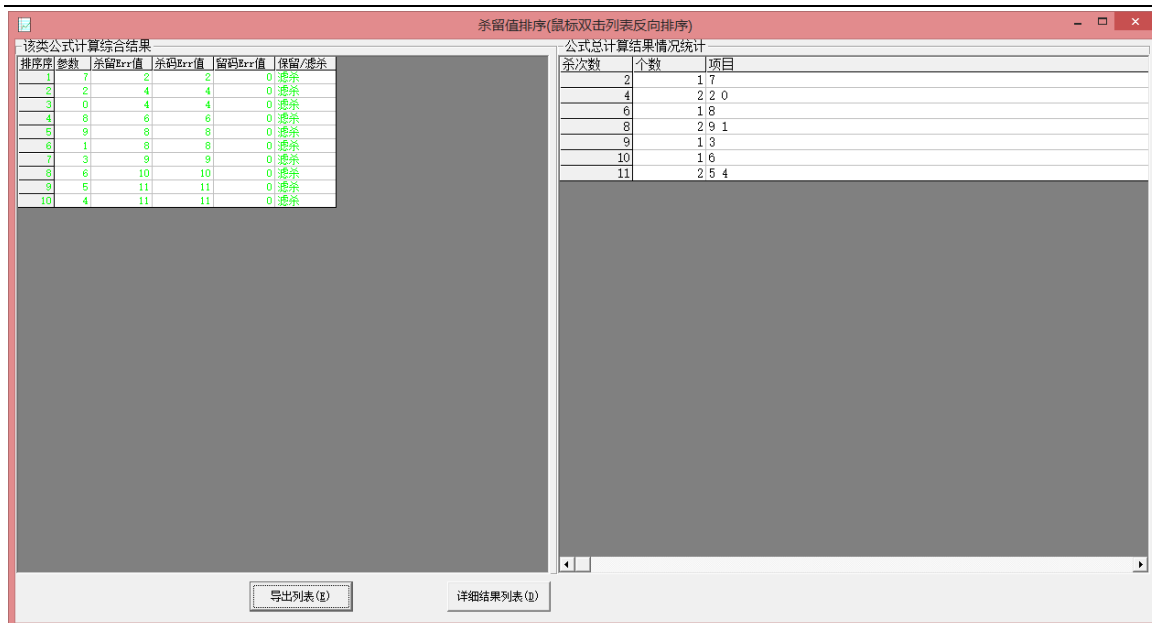 杀留值排序(鼠标双击列表反向排序)
该类公式计算综合结果
排序序 参数 杀留Err值 杀码Err值 留码Err值 保留/滤杀
1 7 2 2 0 滤杀
2 2 4 4 0 滤杀
3 0 4 4 0 滤杀
4 8 6 6 0 滤杀
5 9 8 8 0 滤杀
6 1 8 8 0 滤杀
7 3 9 9 0 滤杀
8 6 10 10 0 滤杀
9 5 11 11 0 滤杀
10 4 11 11 0 滤杀
公式总计算结果情况统计
杀次数 个数 项目
2 1 7
4 2 2 0
6 1 8
8 2 9 1
9 1 3
10 1 6
11 2 5 4
导出列表(E) 详细结果列表(D)